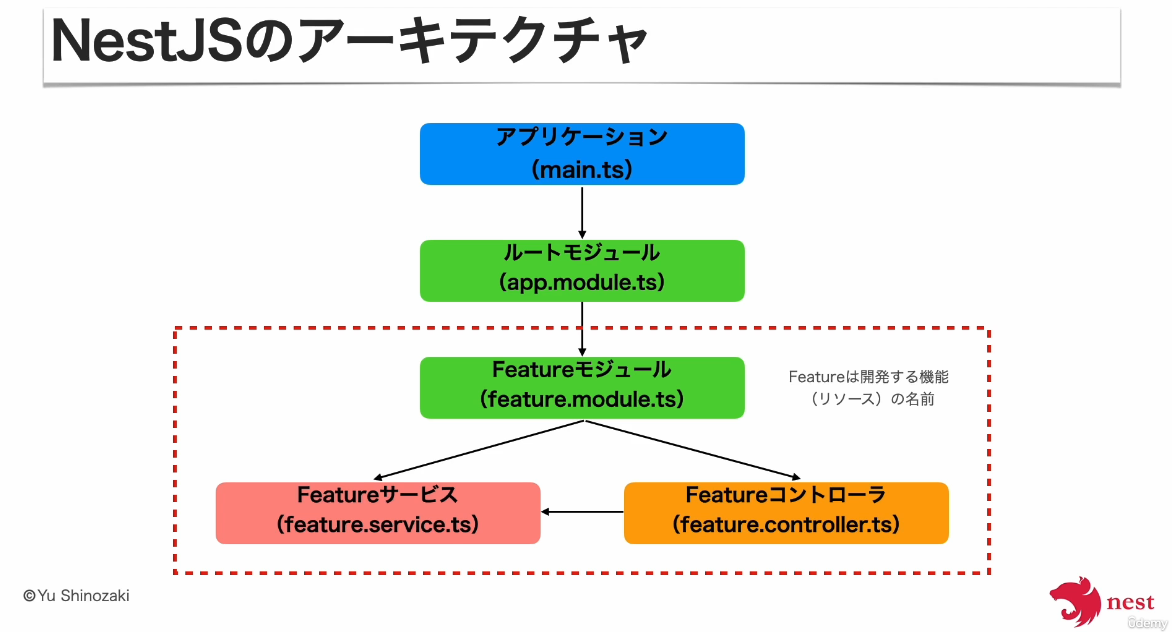 NestJSのアーキテクチャ
アプリケーション
（main.ts）
ルートモジュール
（app.module.ts）
Featureモジュール
（feature.module.ts）
Featureは開発する機能
（リソース）の名前
Featureサービス
（feature.service.ts）
Featureコントローラ
（feature.controller.ts）
©Yu Shinozaki
nest
ûdemy